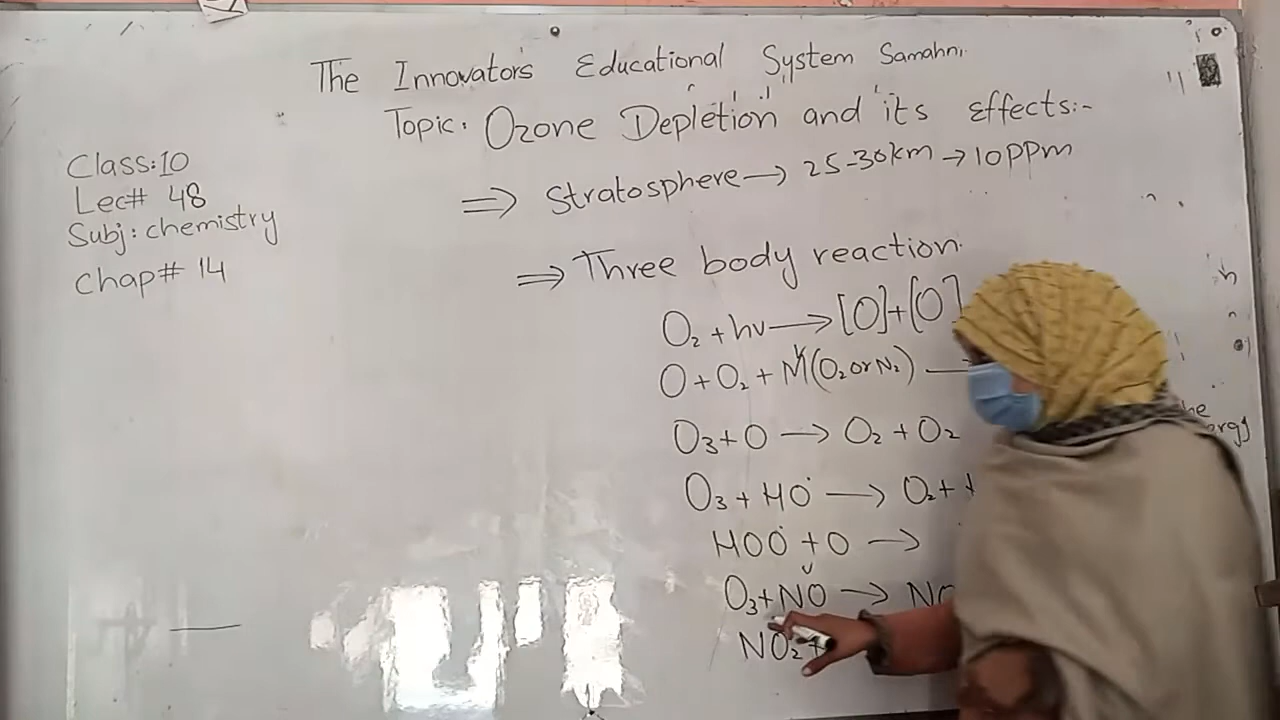 The Innovators Educational System Samahni
Topic: Ozone Depletion and its effects:-
Class:10
Lec# 48
Subj: chemistry
Chap# 14
⇒ Stratosphere → 25-30km → 10ppm
⇒ Three body reaction
O₂ + hν → [O]+[O]
O + O₂ + M(O₂ or N₂) →
O₃ + O → O₂ + O₂
O₃ + HO· → O₂ +
HOO· + O →
O₃ + NO →
NO₂ +